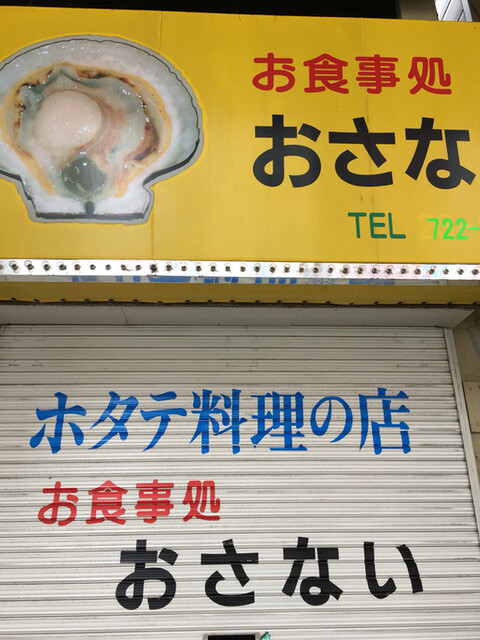 お食事処
おさな
TEL 722-
ホタテ料理の店
お食事処
おさない